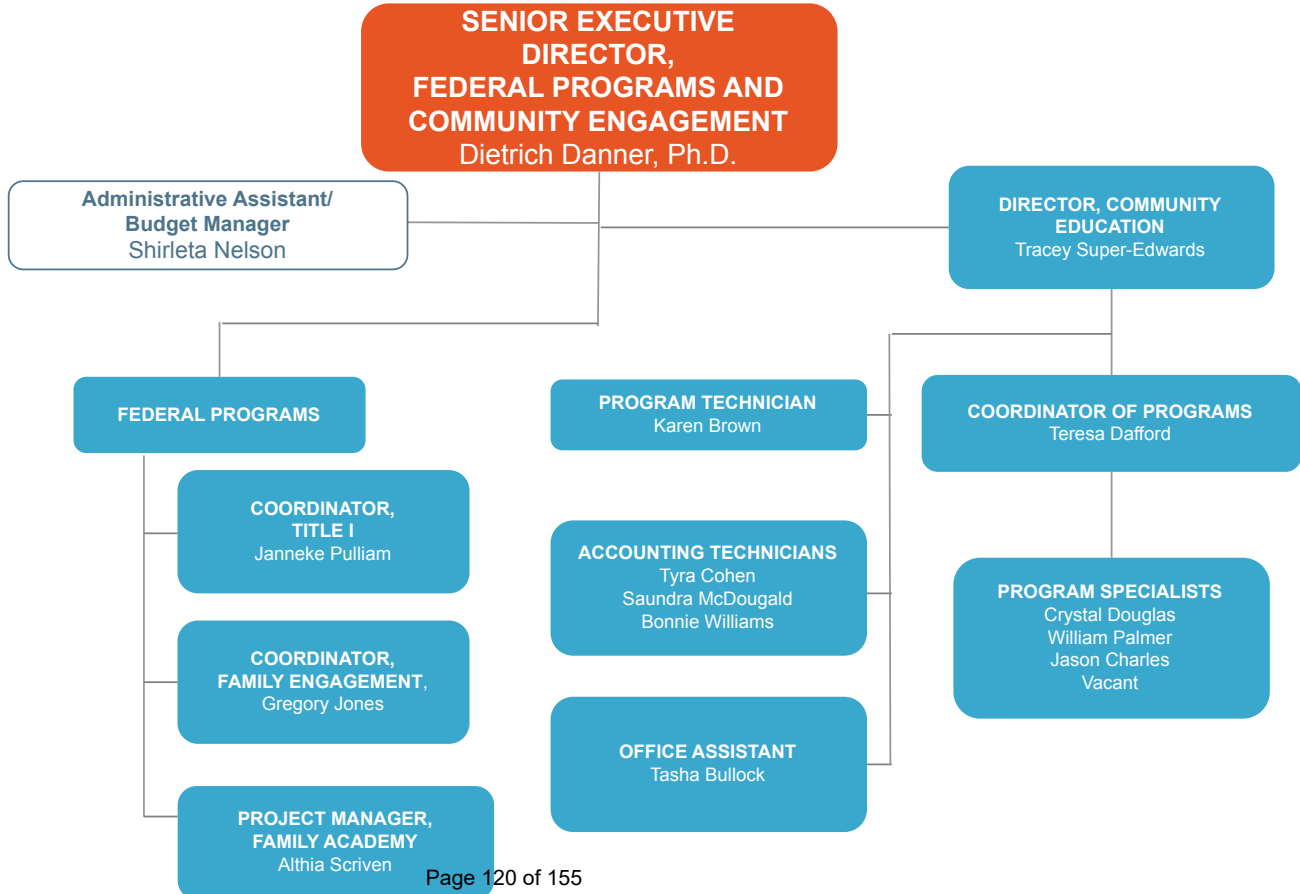 SENIOR EXECUTIVE
DIRECTOR,
FEDERAL PROGRAMS AND
COMMUNITY ENGAGEMENT
Dietrich Danner, Ph.D.
Administrative Assistant/
Budget Manager
Shirleta Nelson
DIRECTOR, COMMUNITY
EDUCATION
Tracey Super-Edwards
FEDERAL PROGRAMS
COORDINATOR,
TITLE I
Janneke Pulliam
COORDINATOR,
FAMILY ENGAGEMENT,
Gregory Jones
PROJECT MANAGER,
FAMILY ACADEMY
Althia Scriven
PROGRAM TECHNICIAN
Karen Brown
ACCOUNTING TECHNICIANS
Tyra Cohen
Saundra McDougald
Bonnie Williams
OFFICE ASSISTANT
Tasha Bullock
COORDINATOR OF PROGRAMS
Teresa Dafford
PROGRAM SPECIALISTS
Crystal Douglas
William Palmer
Jason Charles
Vacant
Page 120 of 155